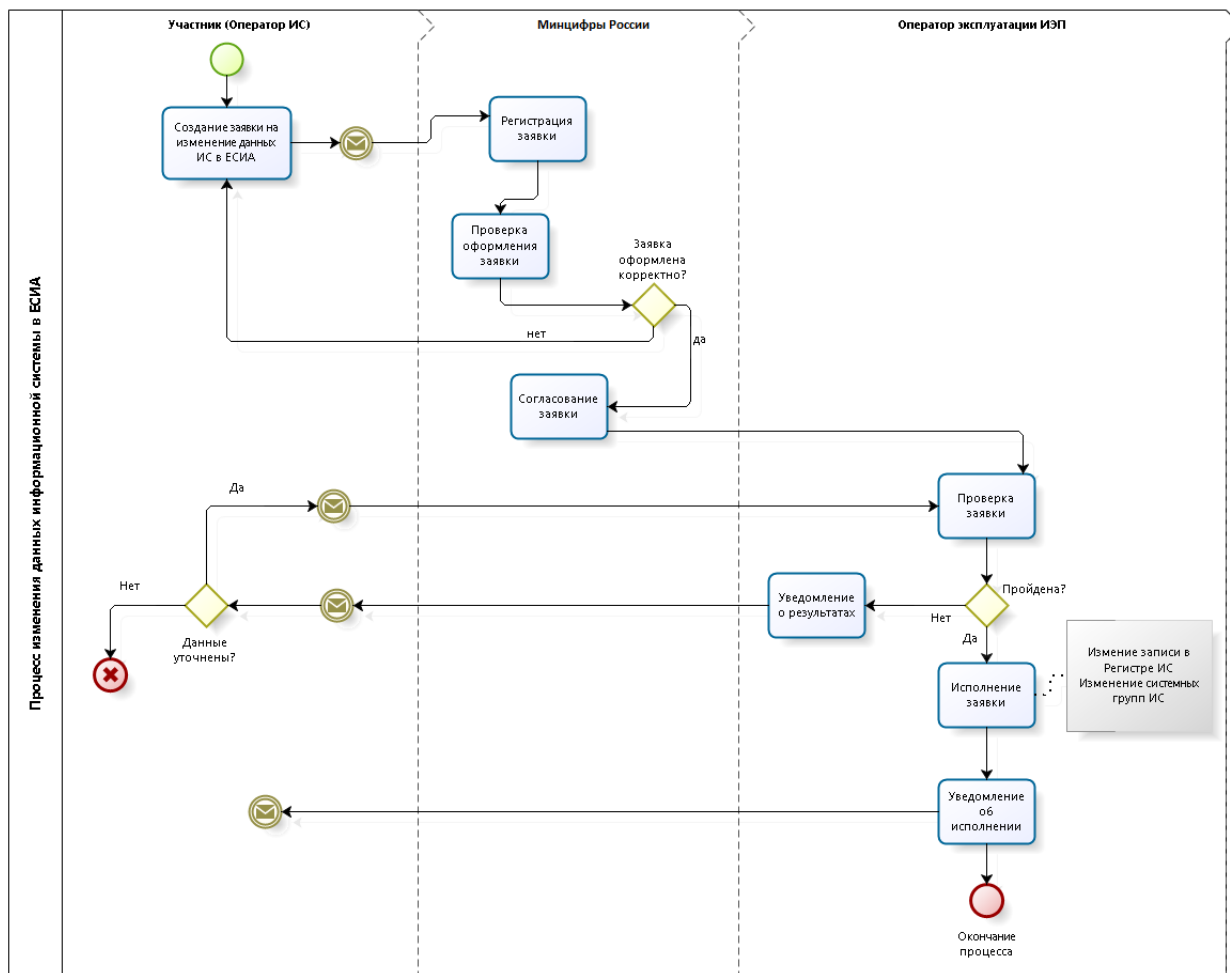 Процесс изменения данных информационной системы в ЕСИА
Участник (Оператор ИС)
Минцифры России
Оператор эксплуатации ИЭП
Создание заявки на
изменение данных
ИС в ЕСИА
Регистрация
заявки
Проверка
оформления
заявки
Заявка
оформлена
корректно?
нет
да
Согласование
заявки
Да
Проверка
заявки
Нет
Данные
уточнены?
Уведомление
о результатах
Нет
Пройдена?
Да
Исполнение
заявки
Измение записи в
Регистре ИС
Изменение системных
групп ИС
Уведомление
об
исполнении
Окончание
процесса